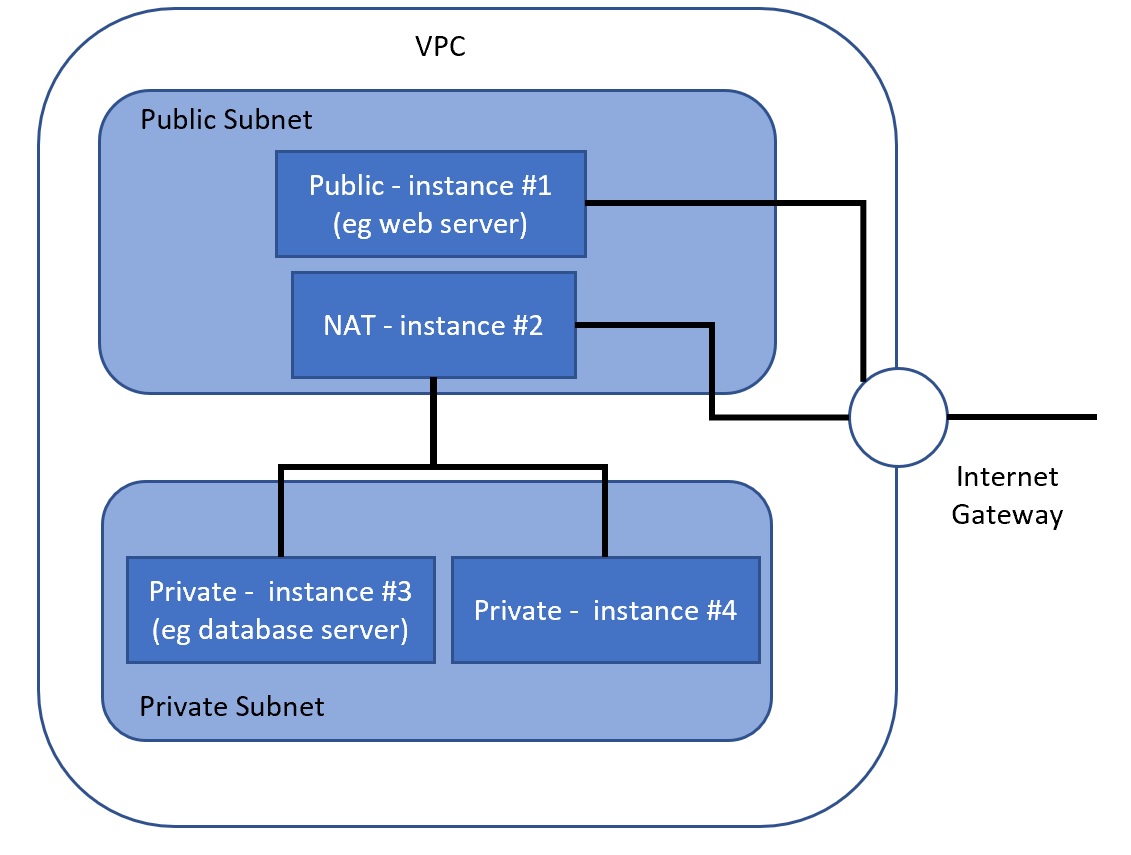 VPC
Public Subnet
Public - instance #1
(eg web server)
NAT - instance #2
Internet
Gateway
Private -  instance #3
(eg database server)
Private -  instance #4
Private Subnet